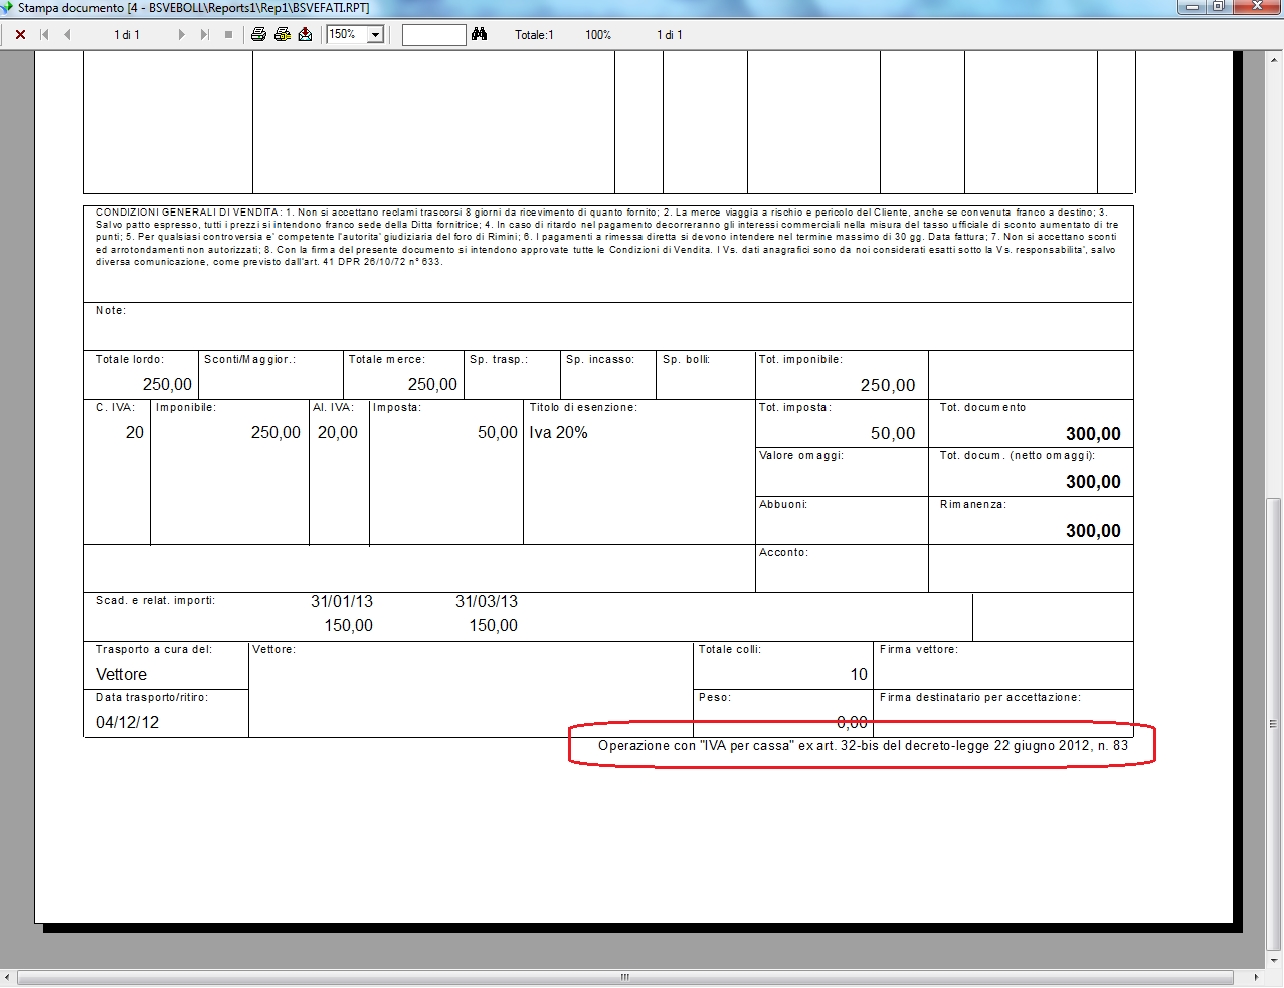 Stampa documento [4 - BSVEBOLL\Reports1\Rep1\BSVEFATI.RPT]
1 di 1 150% Totale:1 100% 1 di 1
CONDIZIONI GENERALI DI VENDITA: 1. Non si accettano reclami trascorsi 8 giorni da ricevimento di quanto fornito; 2. La merce viaggia a rischio e pericolo del Cliente, anche se convenuta franco a destino; 3.
Salvo patto espresso, tutti i prezzi si intendono franco sede della Ditta fornitrice; 4. In caso di ritardo nel pagamento decorreranno gli interessi commerciali nella misura del tasso ufficiale di sconto aumentato di tre
punti; 5. Per qualsiasi controversia e' competente l'autorita' giudiziaria del foro di Rimini; 6. I pagamenti a rimessa diretta si devono intendere nel termine massimo di 30 gg. Data fattura; 7. Non si accettano sconti
ed arrotondamenti non autorizzati; 8. Con la firma del presente documento si intendono approvate tutte le Condizioni di Vendita. I Vs. dati anagrafici sono da noi considerati esatti sotto la Vs. responsabilita', salvo
diversa comunicazione, come previsto dall'art. 41 DPR 26/10/72 n° 633.
Note:
Totale lordo: Sconti/Maggior.: Totale merce: Sp. trasp.: Sp. incasso: Sp. bolli: Tot. imponibile:
250,00 250,00 250,00
C. IVA: Imponibile: Al. IVA: Imposta: Titolo di esenzione: Tot. imposta: Tot. documento
20 250,00 20,00 50,00 Iva 20% 50,00 300,00
Valore omaggi: Tot. docum. (netto omaggi):
300,00
Abbuoni: Rimanenza:
300,00
Acconto:
Scad. e relat. importi: 31/01/13 31/03/13
150,00 150,00
Trasporto a cura del: Vettore: Totale colli: Firma vettore:
Vettore 10
Data trasporto/ritiro: Peso: Firma destinatario per accettazione:
04/12/12 0,00
Operazione con "IVA per cassa" ex art. 32-bis del decreto-legge 22 giugno 2012, n. 83